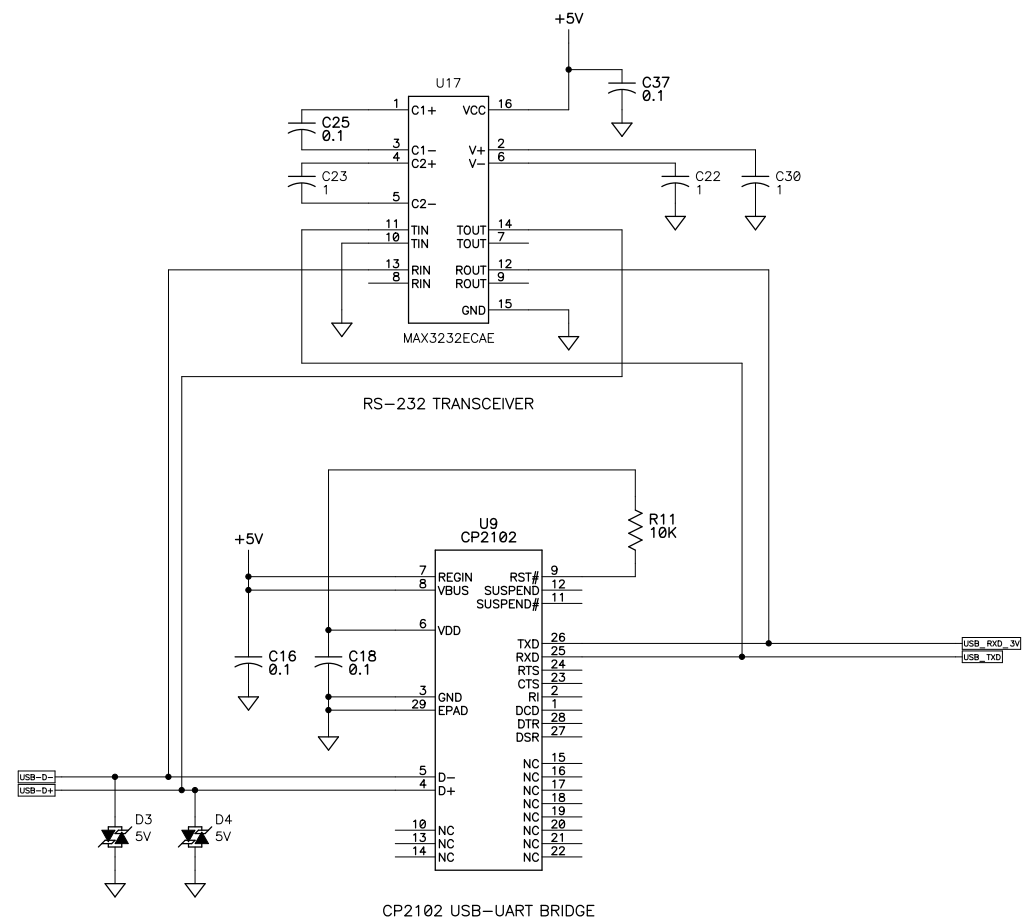 +5V
U17
C37
0.1
1 C1+ VCC 16
C25
0.1
3 C1- V+ 2
4 C2+ V- 6
C23
1
C22
1
C30
1
5 C2-
11 TIN TOUT 14
10 TIN TOUT 7
13 RIN ROUT 12
8 RIN ROUT 9
GND 15
MAX3232ECAE
RS-232 TRANSCEIVER
U9
CP2102
R11
10K
+5V
7 REGIN RST# 9
8 VBUS SUSPEND 12
SUSPEND# 11
6 VDD
TXD 26
USB_RXD_3V
RXD 25
USB_TXD
C16
0.1
C18
0.1
RTS 24
CTS 23
3 GND RI 2
29 EPAD DCD 1
DTR 28
DSR 27
NC 15
USB-D-
5 D- NC 16
USB-D+
4 D+ NC 17
NC 18
NC 19
D3
5V
D4
5V
10 NC NC 20
13 NC NC 21
14 NC NC 22
CP2102 USB-UART BRIDGE